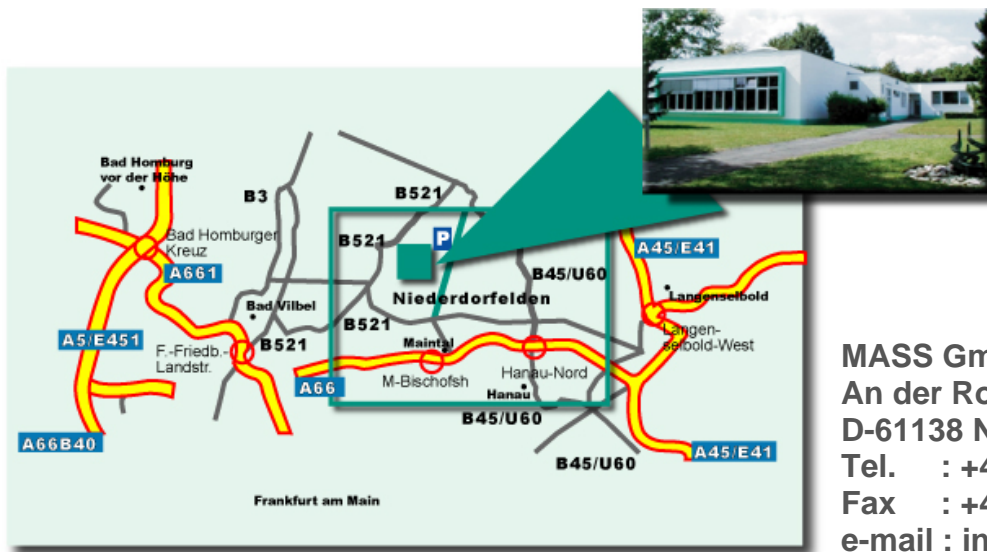 Bad Homburg
vor der Höhe
B3
B521
P
Bad Homburger
Kreuz
A661
B521
A45/E41
B45/U60
Langenselbold
Niederdorfelden
Bad Vilbel
B521
A5/E451
F.-Friedb.-
Landstr.
B521
Maintal
Langen-
selbold-West
M-Bischofsh
Hanau-Nord
A66
Hanau
B45/U60
A66B40
A45/E41
B45/U60
Frankfurt am Main
MASS Gm
An der Ro
D-61138 N
Tel. : +4
Fax : +4
e-mail : in